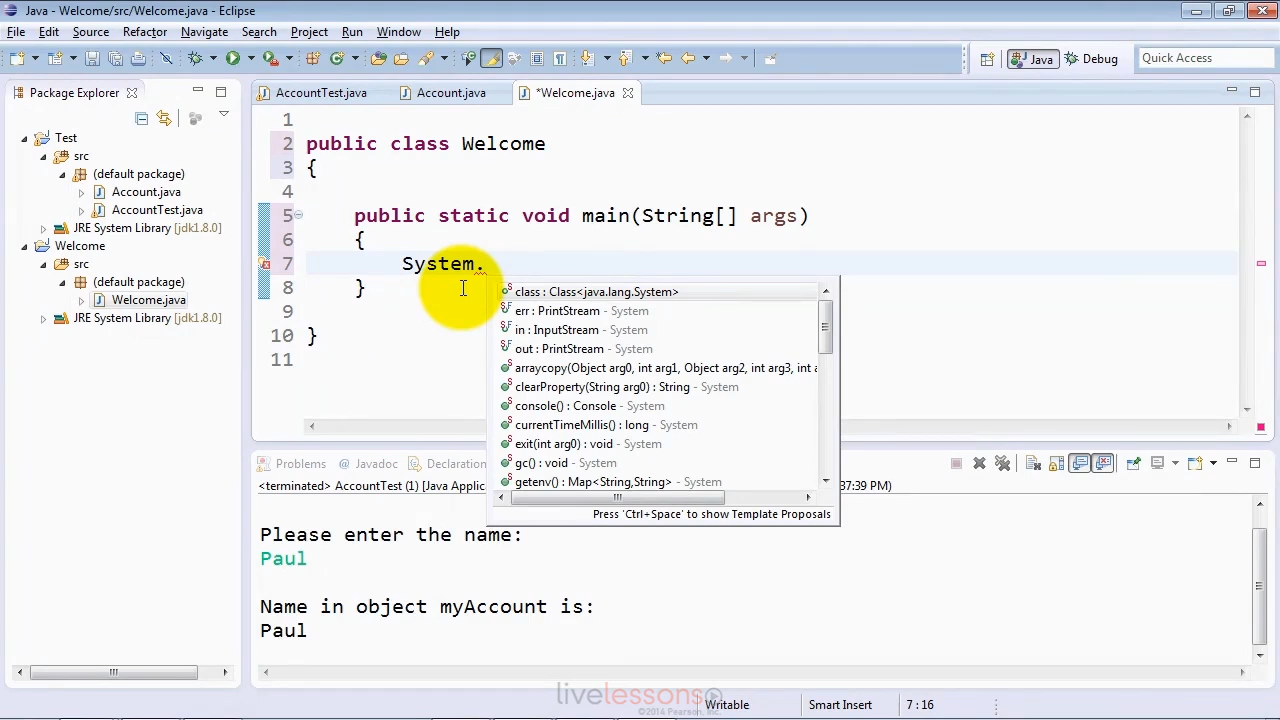 Java - Welcome/src/Welcome.java - Eclipse
File Edit Source Refactor Navigate Search Project Run Window Help
Java Debug Quick Access
Package Explorer
Test
src
(default package)
Account.java
AccountTest.java
JRE System Library [jdk1.8.0]
Welcome
src
(default package)
Welcome.java
JRE System Library [jdk1.8.0]
AccountTest.java Account.java *Welcome.java
1
2 public class Welcome
3 {
4
5 public static void main(String[] args)
6 {
7 System.
8 }
9
10 }
11
class : Class<java.lang.System>
err : PrintStream - System
in : InputStream - System
out : PrintStream - System
arraycopy(Object arg0, int arg1, Object arg2, int arg3, int a
clearProperty(String arg0) : String - System
console() : Console - System
currentTimeMillis() : long - System
exit(int arg0) : void - System
gc() : void - System
getenv() : Map<String,String> - System
Press 'Ctrl+Space' to show Template Proposals
Problems @ Javadoc Declaration
<terminated> AccountTest (1) [Java Applic 37:39 PM)
Please enter the name:
Paul
Name in object myAccount is:
Paul
livelessons
©2014 Pearson, Inc.
Writable Smart Insert 7 : 16